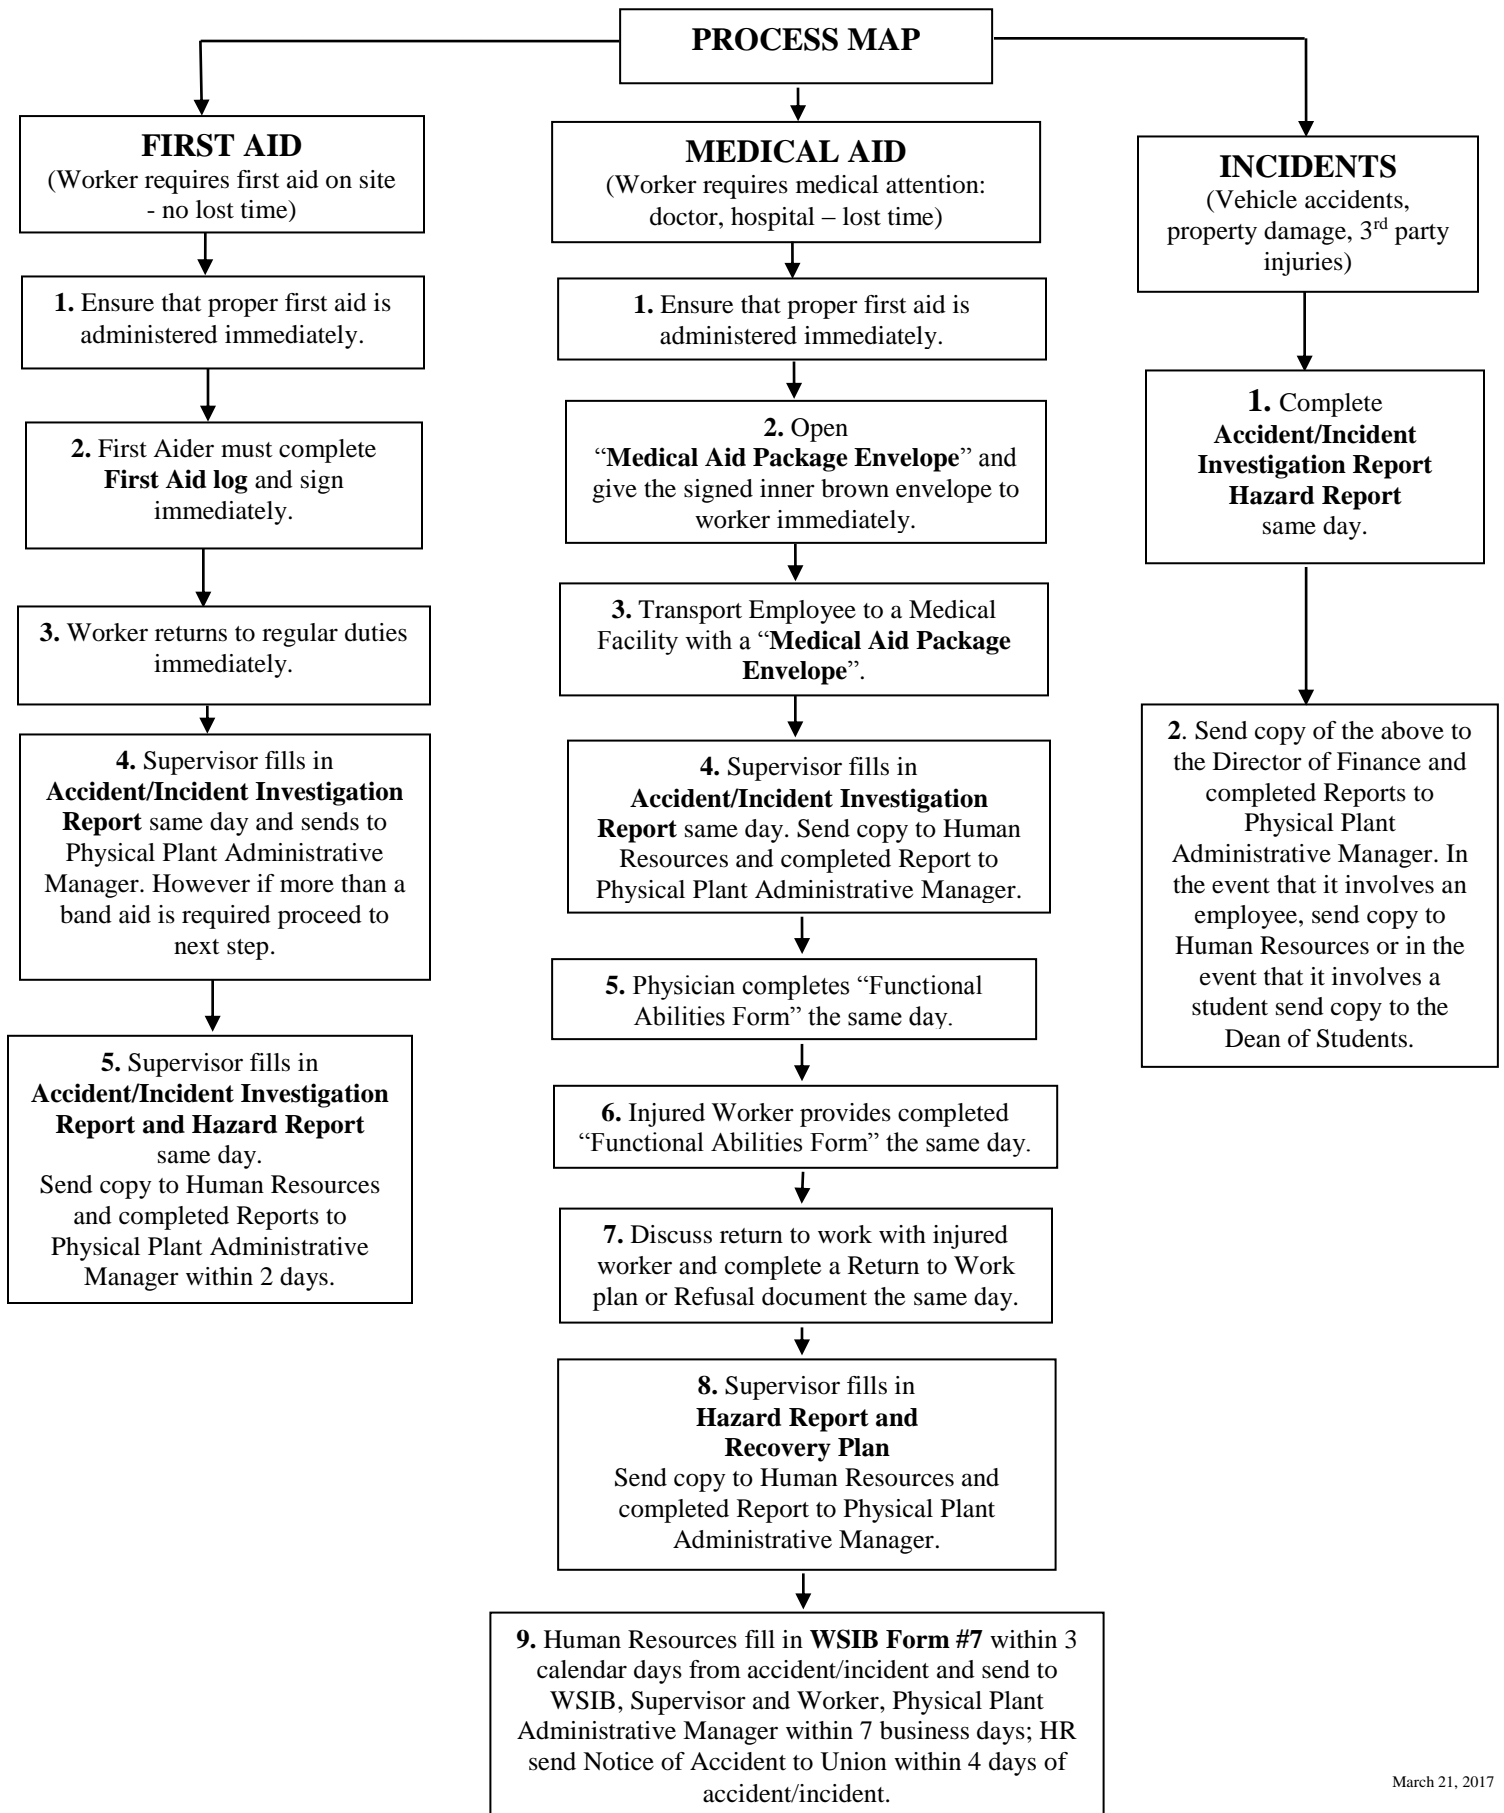 PROCESS MAP
FIRST AID
(Worker requires first aid on site
- no lost time)
1. Ensure that proper first aid is
administered immediately.
2. First Aider must complete
First Aid log and sign
immediately.
3. Worker returns to regular duties
immediately.
4. Supervisor fills in
Accident/Incident Investigation
Report same day and sends to
Physical Plant Administrative
Manager. However if more than a
band aid is required proceed to
next step.
5. Supervisor fills in
Accident/Incident Investigation
Report and Hazard Report
same day.
Send copy to Human Resources
and completed Reports to
Physical Plant Administrative
Manager within 2 days.
MEDICAL AID
(Worker requires medical attention:
doctor, hospital – lost time)
1. Ensure that proper first aid is
administered immediately.
2. Open
“Medical Aid Package Envelope” and
give the signed inner brown envelope to
worker immediately.
3. Transport Employee to a Medical
Facility with a “Medical Aid Package
Envelope”.
4. Supervisor fills in
Accident/Incident Investigation
Report same day. Send copy to Human
Resources and completed Report to
Physical Plant Administrative Manager.
5. Physician completes “Functional
Abilities Form” the same day.
6. Injured Worker provides completed
“Functional Abilities Form” the same day.
7. Discuss return to work with injured
worker and complete a Return to Work
plan or Refusal document the same day.
8. Supervisor fills in
Hazard Report and
Recovery Plan
Send copy to Human Resources and
completed Report to Physical Plant
Administrative Manager.
9. Human Resources fill in WSIB Form #7 within 3
calendar days from accident/incident and send to
WSIB, Supervisor and Worker, Physical Plant
Administrative Manager within 7 business days; HR
send Notice of Accident to Union within 4 days of
accident/incident.
INCIDENTS
(Vehicle accidents,
property damage, 3rd party
injuries)
1. Complete
Accident/Incident
Investigation Report
Hazard Report
same day.
2. Send copy of the above to
the Director of Finance and
completed Reports to
Physical Plant
Administrative Manager. In
the event that it involves an
employee, send copy to
Human Resources or in the
event that it involves a
student send copy to the
Dean of Students.
March 21, 2017